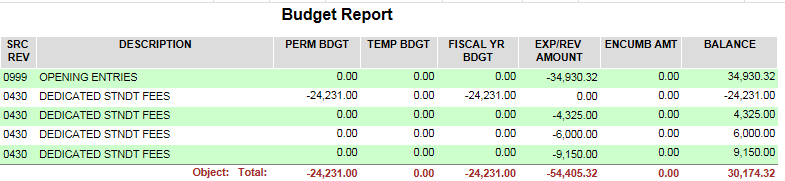 Budget Report
SRC REV DESCRIPTION PERM BDGT TEMP BDGT FISCAL YR BDGT EXP/REV AMOUNT ENCUMB AMT BALANCE
0999 OPENING ENTRIES 0.00 0.00 0.00 -34,930.32 0.00 34,930.32
0430 DEDICATED STNDT FEES -24,231.00 0.00 -24,231.00 0.00 0.00 -24,231.00
0430 DEDICATED STNDT FEES 0.00 0.00 0.00 -4,325.00 0.00 4,325.00
0430 DEDICATED STNDT FEES 0.00 0.00 0.00 -6,000.00 0.00 6,000.00
0430 DEDICATED STNDT FEES 0.00 0.00 0.00 -9,150.00 0.00 9,150.00
Object: Total: -24,231.00 0.00 -24,231.00 -54,405.32 0.00 30,174.32